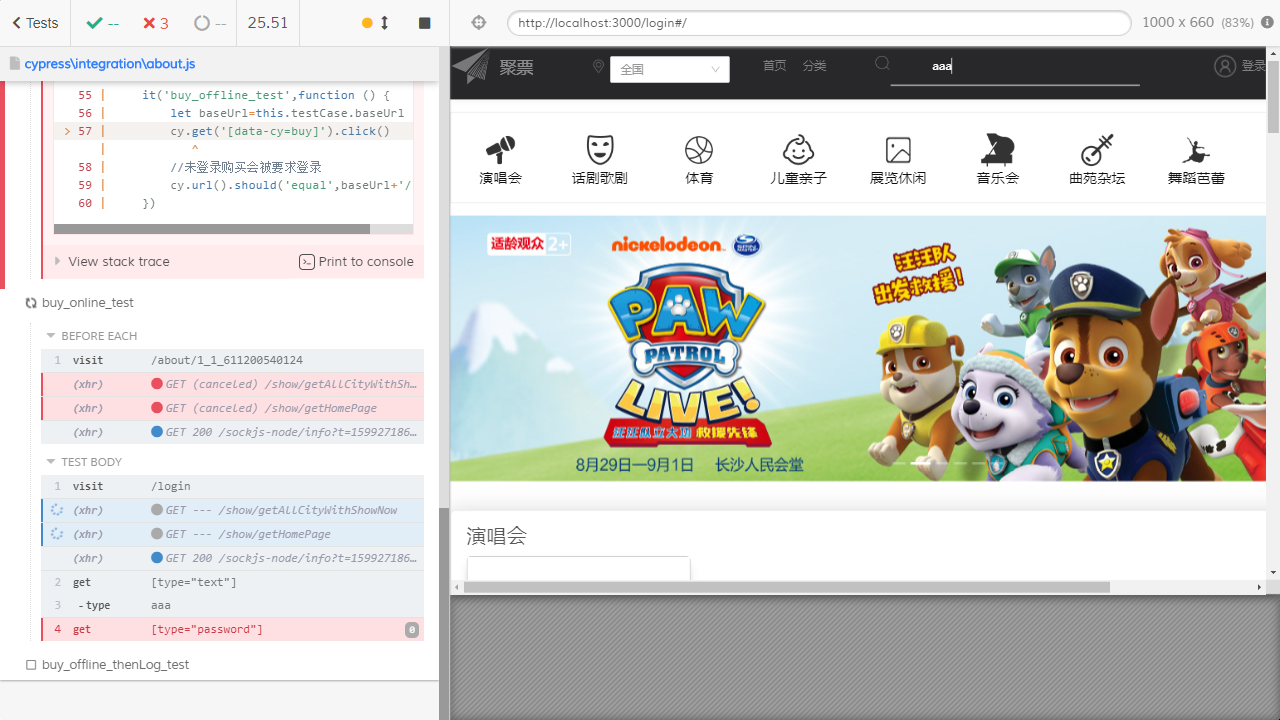 Tests
--
3
--
25.51
http://localhost:3000/login#/
1000 x 660 (83%)
cypress\integration\about.js
55 | it('buy_offline_test',function () {
56 | let baseUrl=this.testCase.baseUrl
> 57 | cy.get('[data-cy=buy]').click()
| ^
58 | //未登录购买会被要求登录
59 | cy.url().should('equal',baseUrl+'/
60 | })
View stack trace
Print to console
buy_online_test
BEFORE EACH
1 visit /about/1_1_611200540124
(xhr) GET (canceled) /show/getAllCityWithSh…
(xhr) GET (canceled) /show/getHomePage
(xhr) GET 200 /sockjs-node/info?t=159927186…
TEST BODY
1 visit /login
(xhr) GET --- /show/getAllCityWithShowNow
(xhr) GET --- /show/getHomePage
(xhr) GET 200 /sockjs-node/info?t=159927186…
2 get [type="text"]
3 -type aaa
4 get [type="password"] 0
buy_offline_thenLog_test
聚票
全国
首页 分类
aaa
登录
演唱会 话剧歌剧 体育 儿童亲子 展览休闲 音乐会 曲苑杂坛 舞蹈芭蕾
适龄观众 2+
nickelodeon
汪汪队
出发救援!
PAW
PATROL
LIVE!
汪汪队立大功 救援先锋
8月29日—9月1日 长沙人民会堂
演唱会